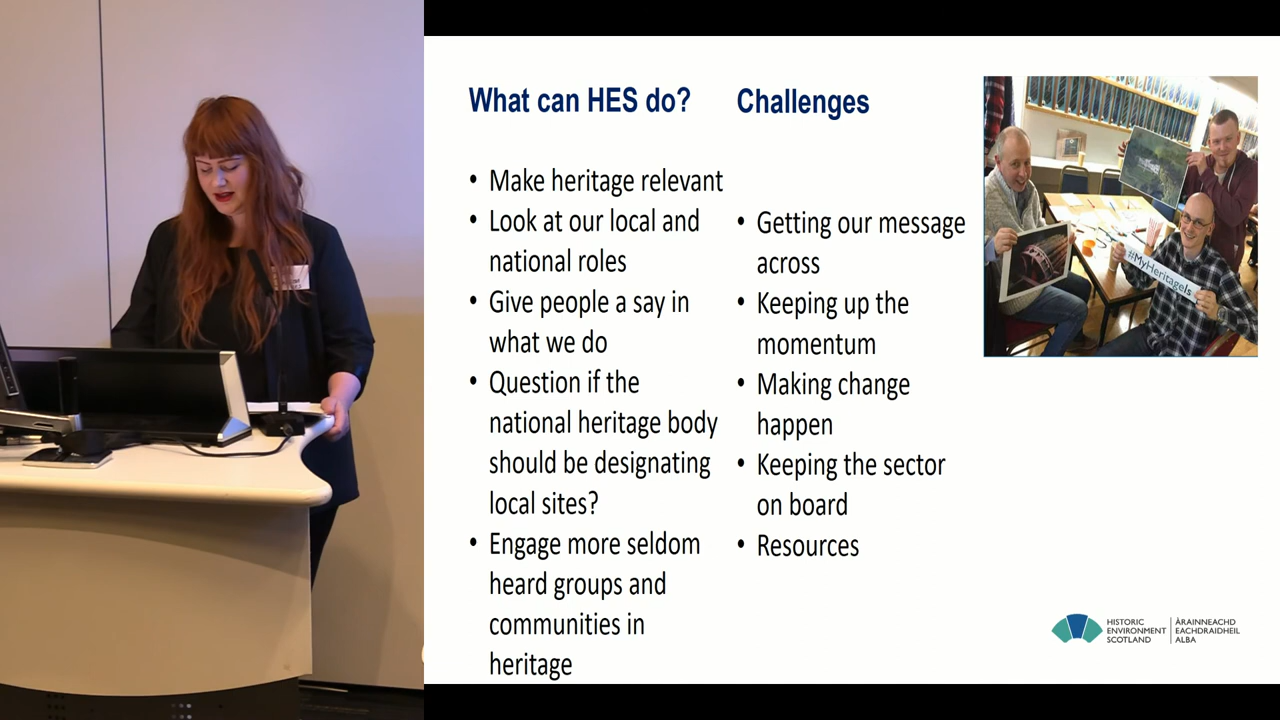 What can HES do?
• Make heritage relevant
• Look at our local and
national roles
• Give people a say in
what we do
• Question if the
national heritage body
should be designating
local sites?
• Engage more seldom
heard groups and
communities in
heritage
Challenges
• Getting our message
across
• Keeping up the
momentum
• Making change
happen
• Keeping the sector
on board
• Resources
#MyHeritageIs
HISTORIC
ENVIRONMENT
SCOTLAND
ÀRAINNEACHD
EACHDRAIDHEIL
ALBA